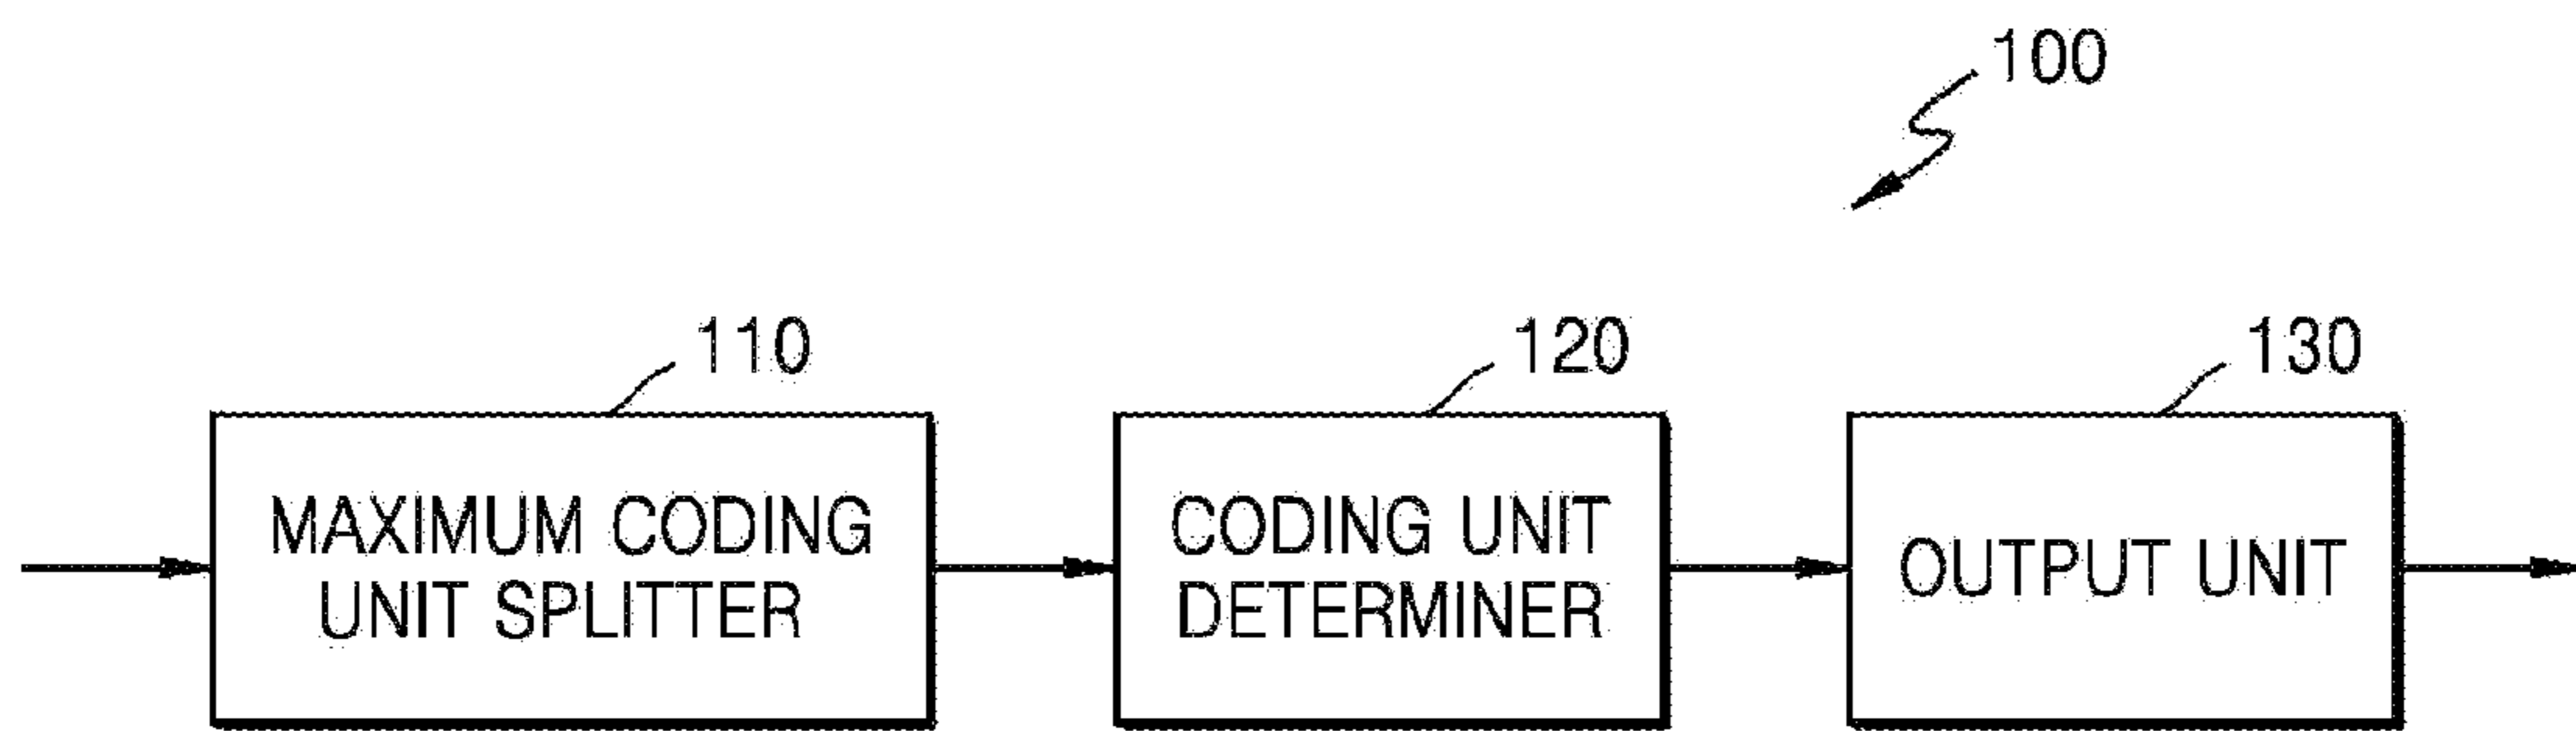 100
110
120
130
MAXIMUM CODING
UNIT SPLITTER
CODING UNIT
DETERMINER
OUTPUT UNIT